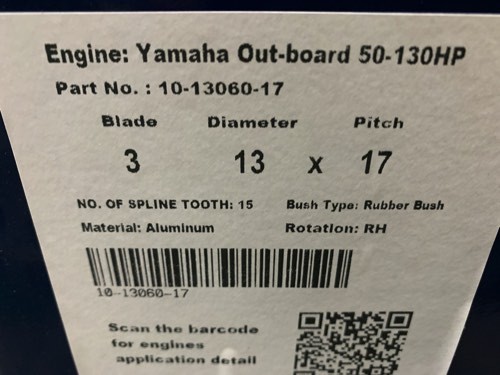 Engine: Yamaha Out-board 50-130HP
Part No. : 10-13060-17
Blade Diameter Pitch
3 13 x 17
NO. OF SPLINE TOOTH: 15 Bush Type: Rubber Bush
Material: Aluminum Rotation: RH
10-13060-17
Scan the barcode
for engines
application detail